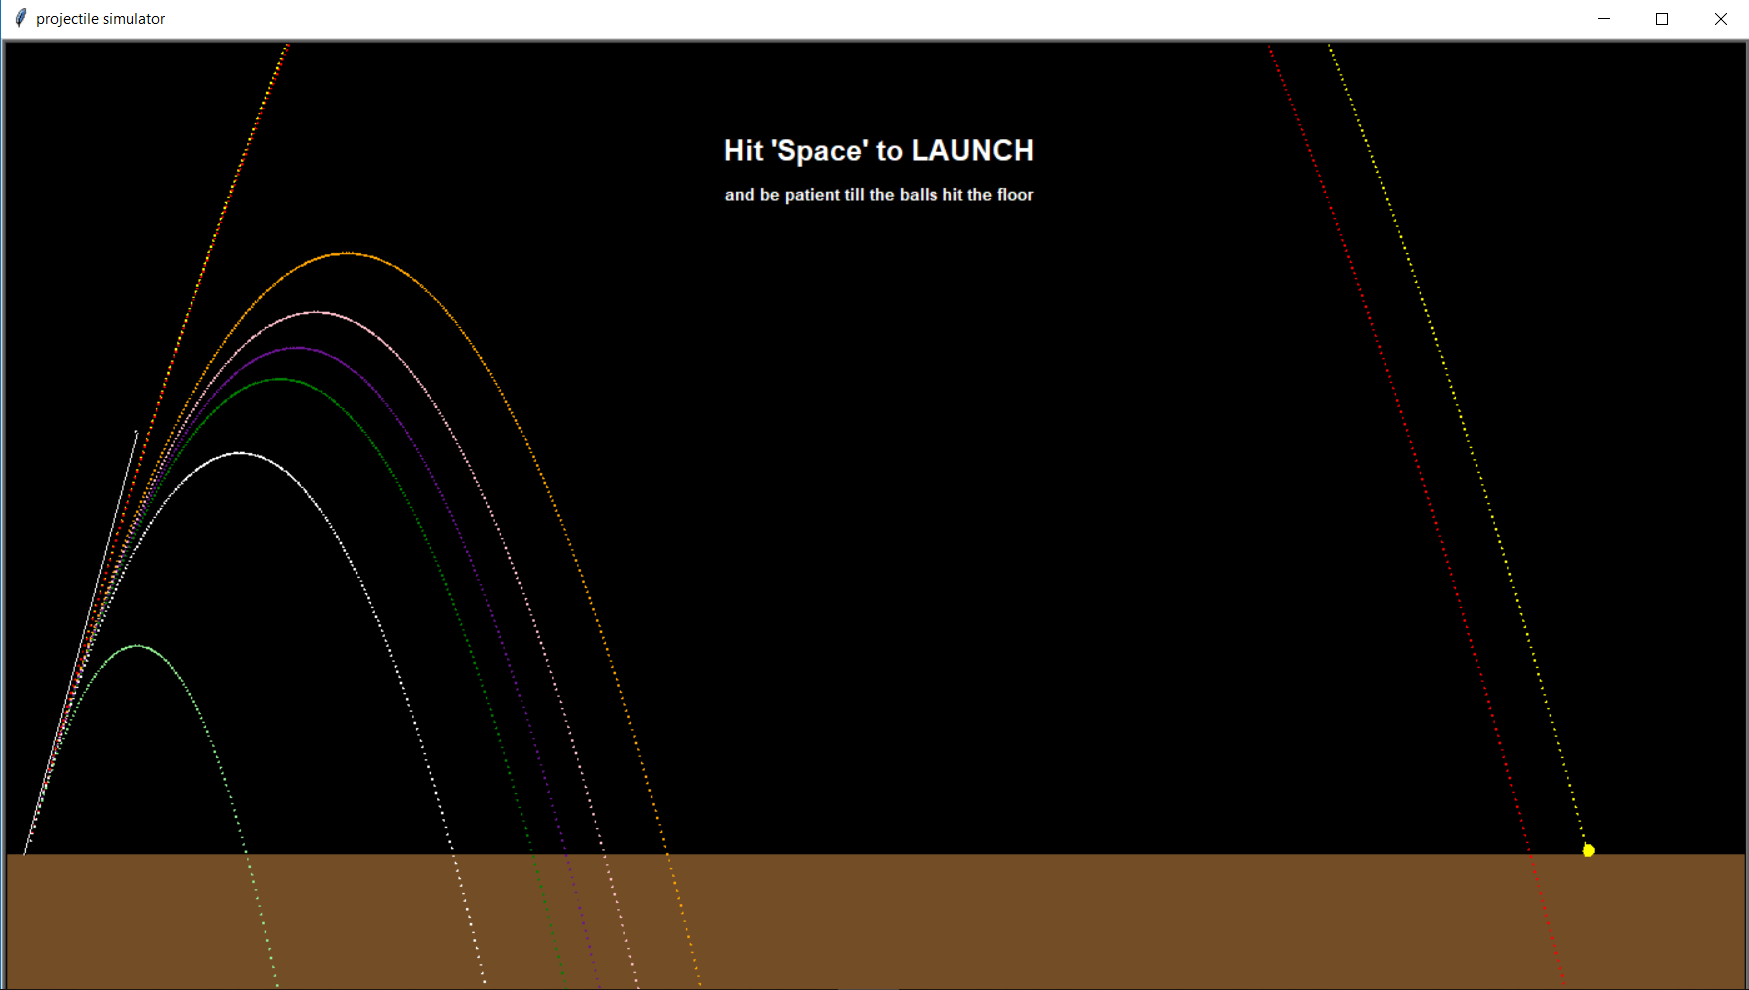 projectile simulator
Hit 'Space' to LAUNCH
and be patient till the balls hit the floor